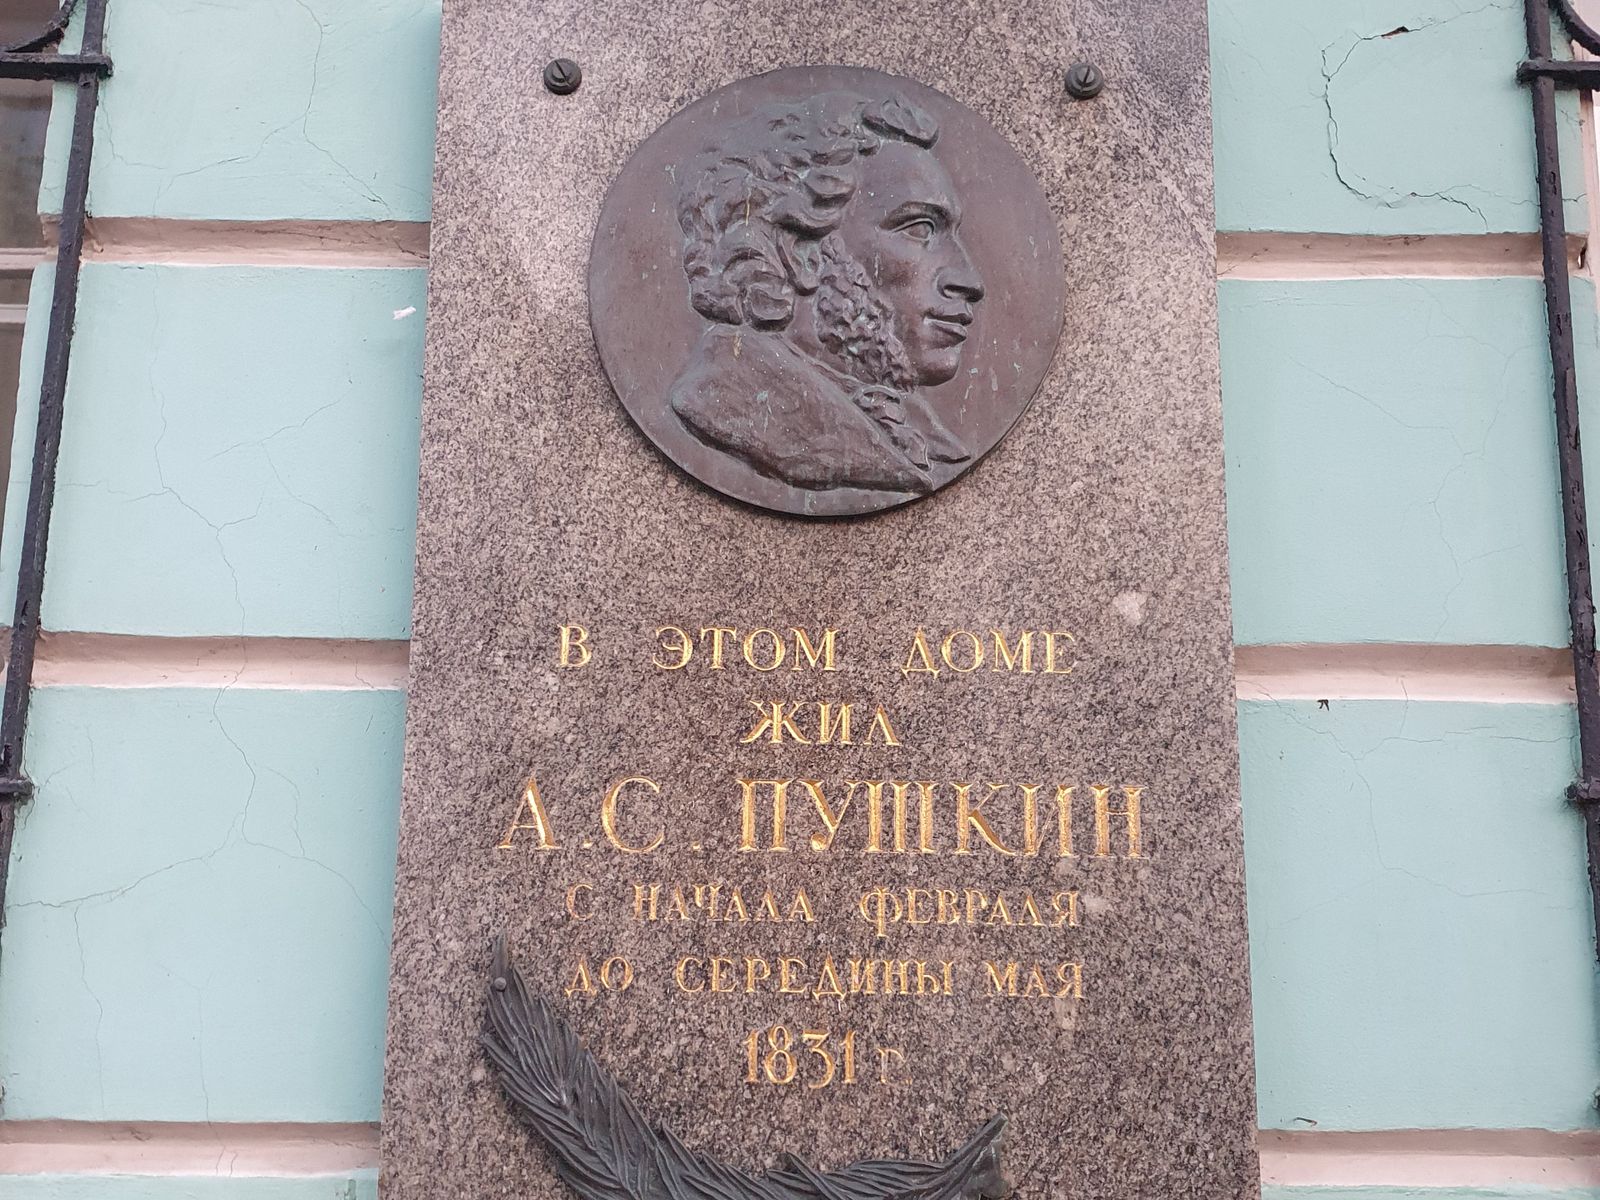 В ЭТОМ ДОМЕ
ЖИЛ
А.С. ПУШКИН
С НАЧАЛА ФЕВРАЛЯ
ДО СЕРЕДИНЫ МАЯ
1831 г.